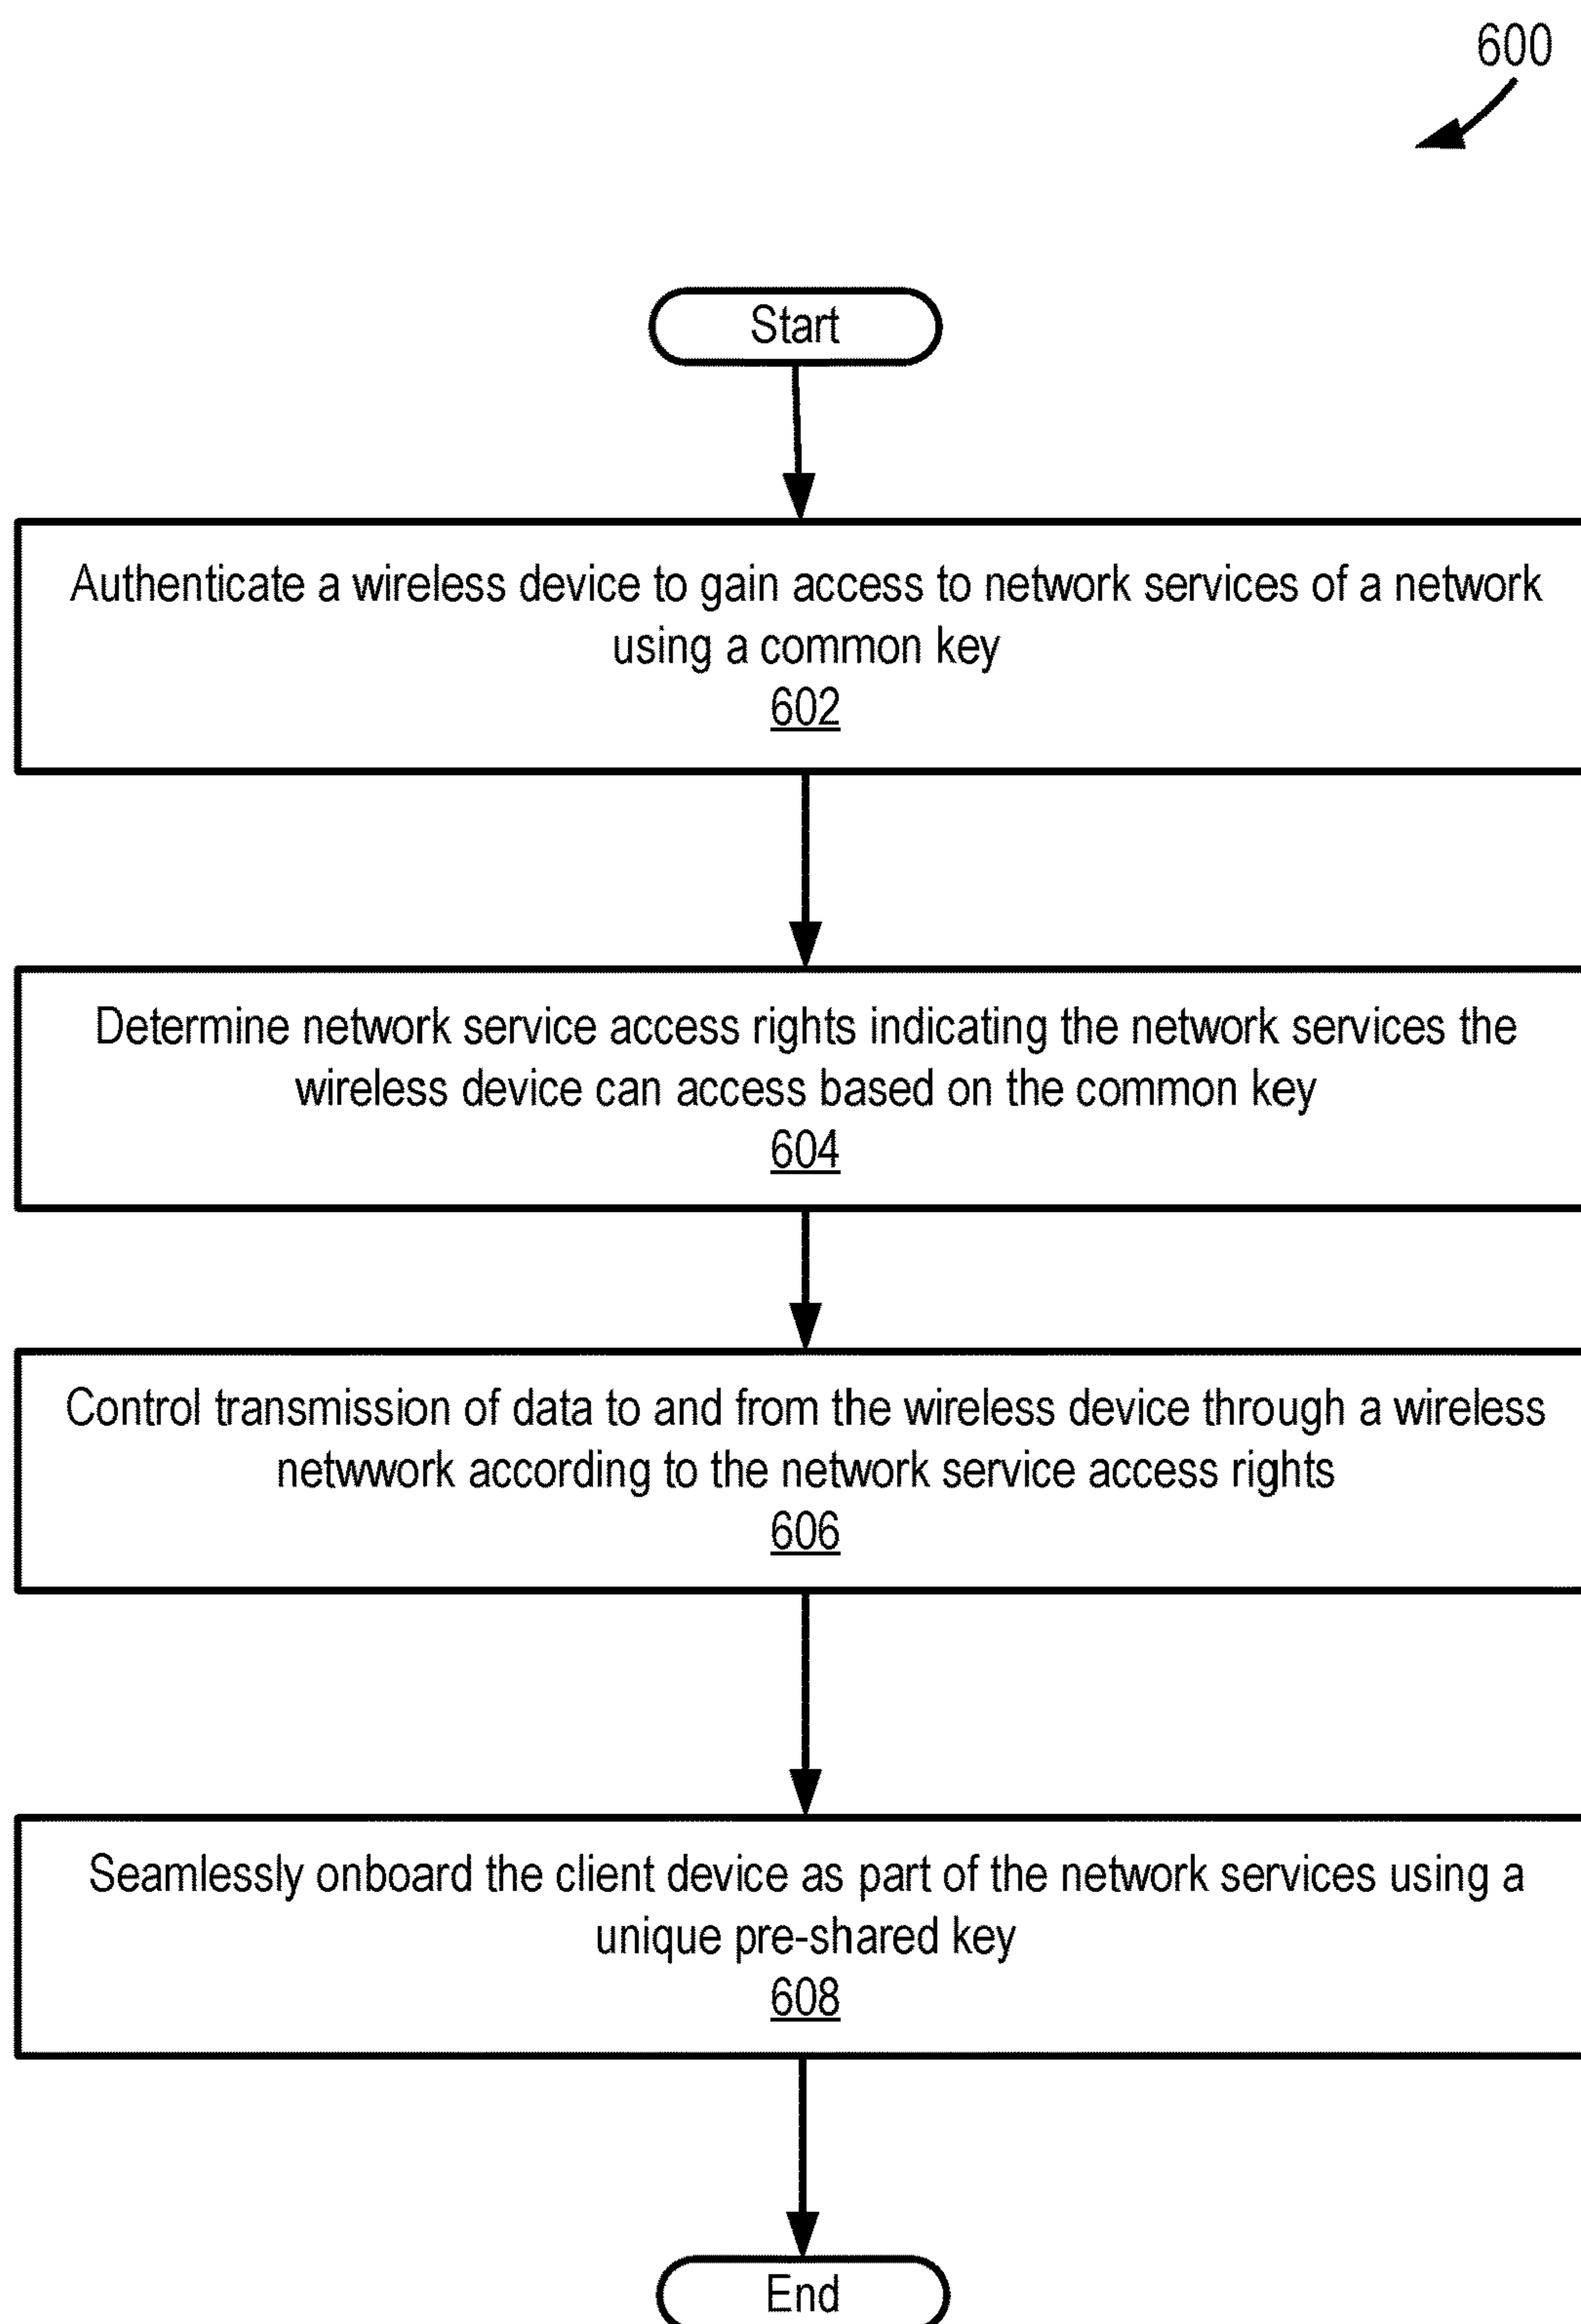 600
Start
Authenticate a wireless device to gain access to network services of a network
using a common key
602
Determine network service access rights indicating the network services the
wireless device can access based on the common key
604
Control transmission of data to and from the wireless device through a wireless
netwwork according to the network service access rights
606
Seamlessly onboard the client device as part of the network services using a
unique pre-shared key
608
End